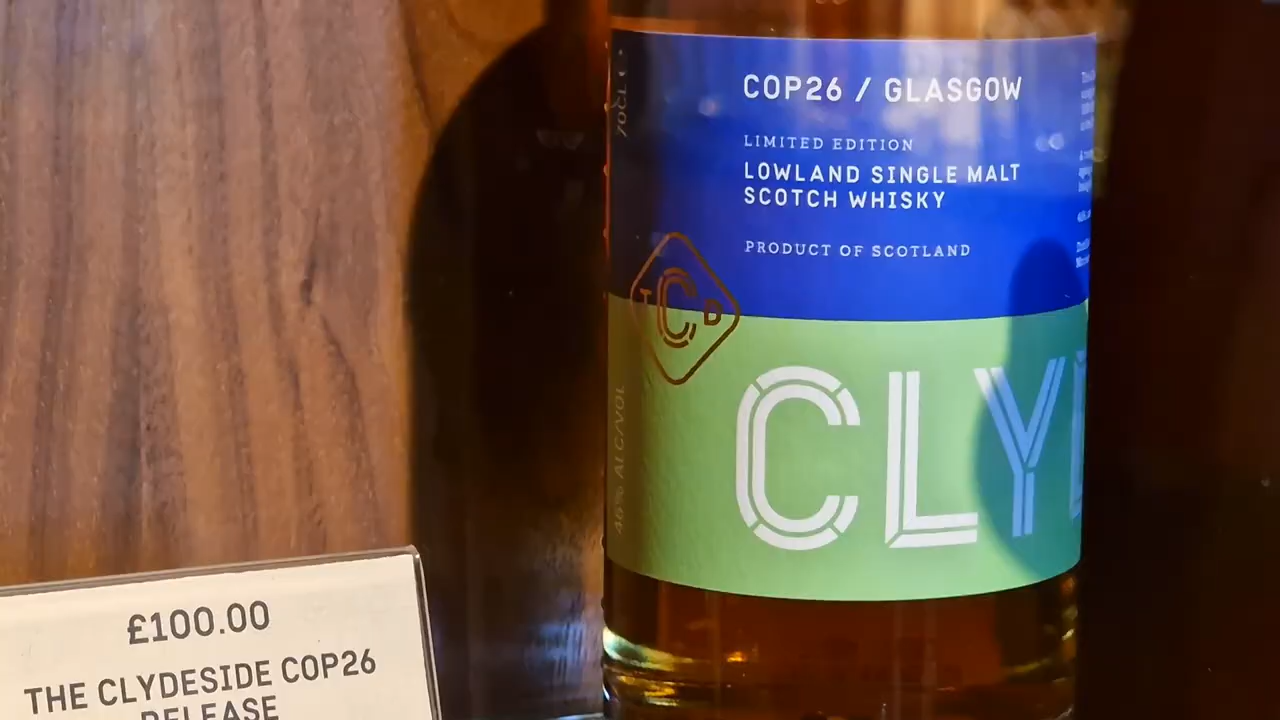 COP26 / GLASGOW
LIMITED EDITION
LOWLAND SINGLE MALT
SCOTCH WHISKY
PRODUCT OF SCOTLAND
70CL
T C D
46% ALC/VOL
CLY
£100.00
THE CLYDESIDE COP26
RELEASE